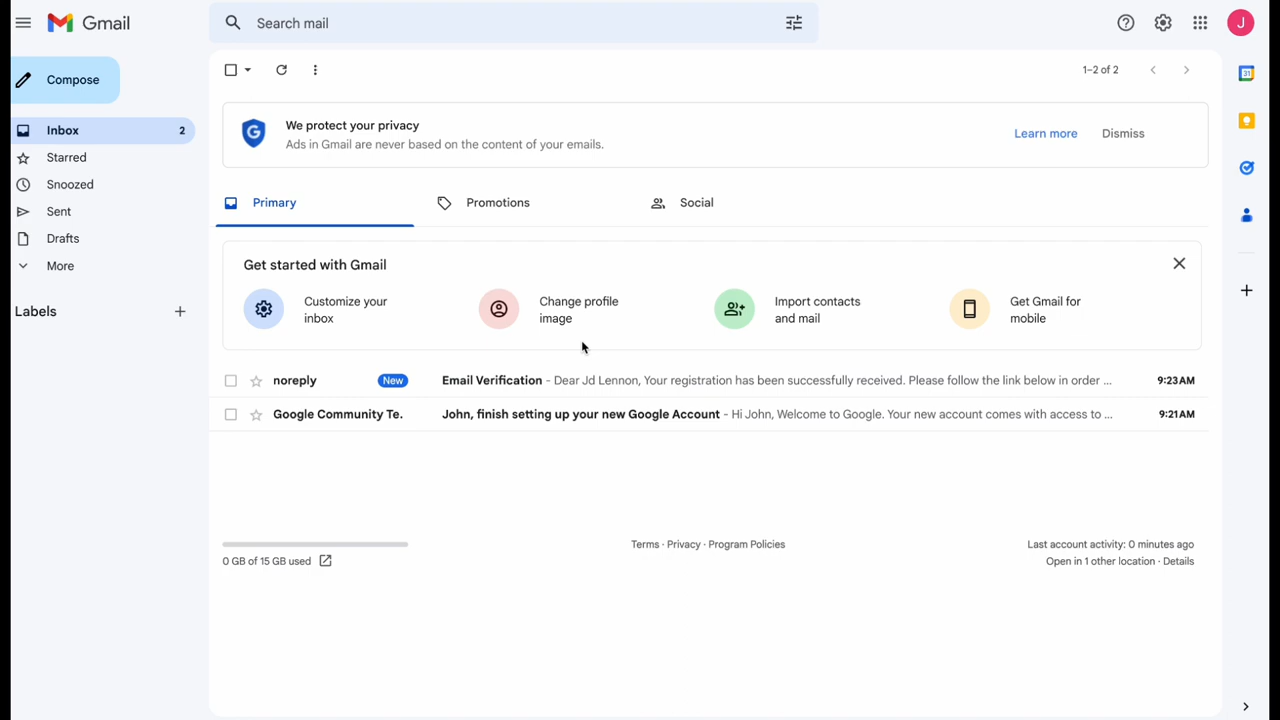 Gmail
Search mail
J
Compose
1–2 of 2
31
Inbox 2
Starred
Snoozed
Sent
Drafts
More
Labels
G
We protect your privacy
Ads in Gmail are never based on the content of your emails.
Learn more
Dismiss
Primary
Promotions
Social
Get started with Gmail
Customize your
inbox
Change profile
image
Import contacts
and mail
Get Gmail for
mobile
noreply New Email Verification - Dear Jd Lennon, Your registration has been successfully received. Please follow the link below in order ... 9:23 AM
Google Community Te. John, finish setting up your new Google Account - Hi John, Welcome to Google. Your new account comes with access to ... 9:21 AM
0 GB of 15 GB used
Terms · Privacy · Program Policies
Last account activity: 0 minutes ago
Open in 1 other location · Details